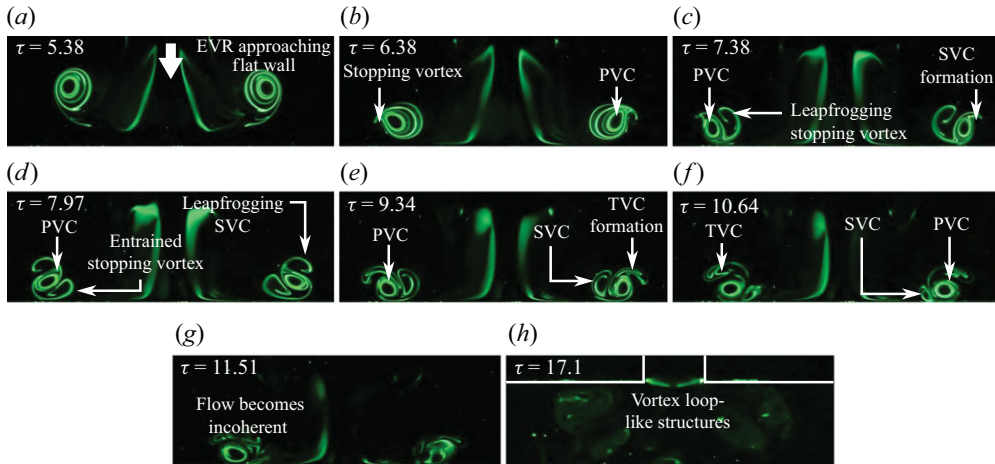 (a)
τ = 5.38
EVR approaching
flat wall
(b)
τ = 6.38
Stopping vortex
PVC
(c)
τ = 7.38
PVC
SVC
formation
Leapfrogging
stopping vortex
(d)
τ = 7.97
PVC
Entrained
stopping vortex
Leapfrogging
SVC
(e)
τ = 9.34
PVC
SVC
TVC
formation
(f)
τ = 10.64
TVC
SVC
PVC
(g)
τ = 11.51
Flow becomes
incoherent
(h)
τ = 17.1
Vortex loop-
like structures